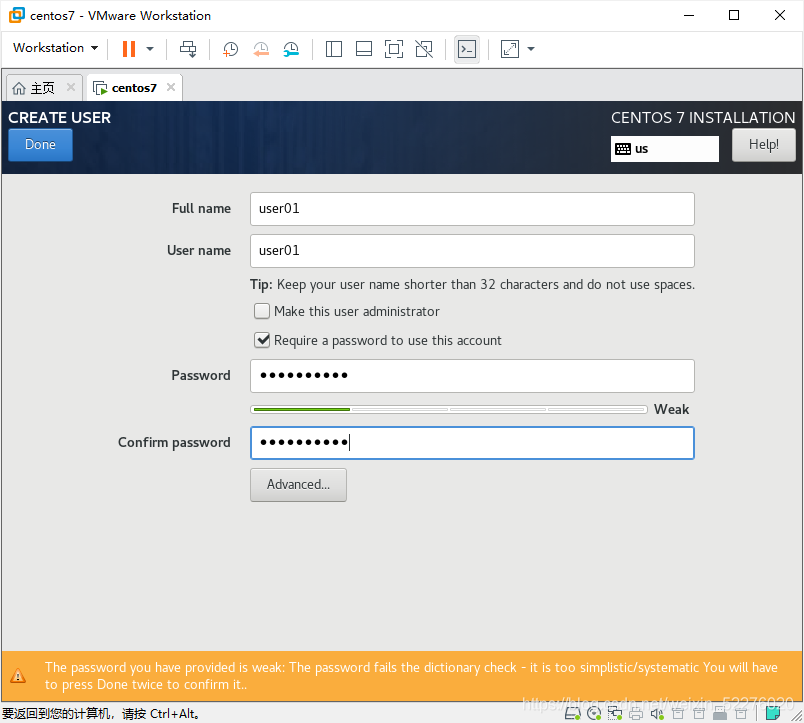 centos7 - VMware Workstation
Workstation
主页
centos7
CREATE USER
CENTOS 7 INSTALLATION
Done
us
Help!
Full name
user01
User name
user01
Tip: Keep your user name shorter than 32 characters and do not use spaces.
Make this user administrator
Require a password to use this account
Password
●●●●●●●●●●
Weak
Confirm password
●●●●●●●●●●
Advanced...
The password you have provided is weak: The password fails the dictionary check - it is too simplistic/systematic You will have
to press Done twice to confirm it..
要返回到您的计算机，请按 Ctrl+Alt。